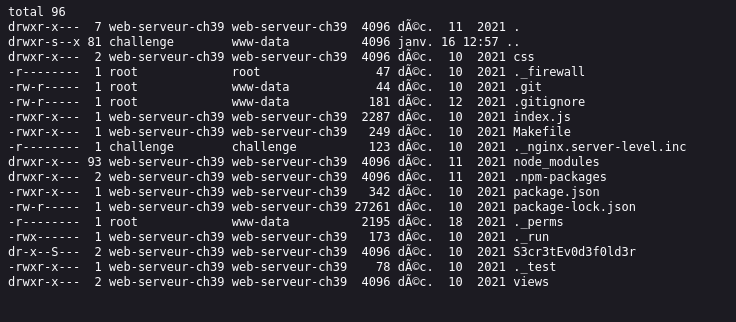 total 96
drwxr-x---  7 web-serveur-ch39 web-serveur-ch39  4096 dÃ©c.  11  2021 .
drwxr-s--x 81 challenge        www-data          4096 janv. 16 12:57 ..
drwxr-x---  2 web-serveur-ch39 web-serveur-ch39  4096 dÃ©c.  10  2021 css
-r--------  1 root             root                47 dÃ©c.  10  2021 ._firewall
-rw-r-----  1 root             www-data            44 dÃ©c.  10  2021 .git
-rw-r-----  1 root             www-data           181 dÃ©c.  12  2021 .gitignore
-rwxr-x---  1 web-serveur-ch39 web-serveur-ch39  2287 dÃ©c.  10  2021 index.js
-rwxr-x---  1 web-serveur-ch39 web-serveur-ch39   249 dÃ©c.  10  2021 Makefile
-r--------  1 challenge        challenge          123 dÃ©c.  10  2021 ._nginx.server-level.inc
drwxr-x--- 93 web-serveur-ch39 web-serveur-ch39  4096 dÃ©c.  11  2021 node_modules
drwxr-x---  2 web-serveur-ch39 web-serveur-ch39  4096 dÃ©c.  11  2021 .npm-packages
-rwxr-x---  1 web-serveur-ch39 web-serveur-ch39   342 dÃ©c.  10  2021 package.json
-rw-r-----  1 web-serveur-ch39 web-serveur-ch39 27261 dÃ©c.  10  2021 package-lock.json
-r--------  1 root             www-data          2195 dÃ©c.  18  2021 ._perms
-rwx------  1 web-serveur-ch39 web-serveur-ch39   173 dÃ©c.  10  2021 ._run
dr-x--S---  2 web-serveur-ch39 web-serveur-ch39  4096 dÃ©c.  10  2021 S3cr3tEv0d3f0ld3r
-rwxr-x---  1 web-serveur-ch39 web-serveur-ch39    78 dÃ©c.  10  2021 ._test
drwxr-x---  2 web-serveur-ch39 web-serveur-ch39  4096 dÃ©c.  10  2021 views